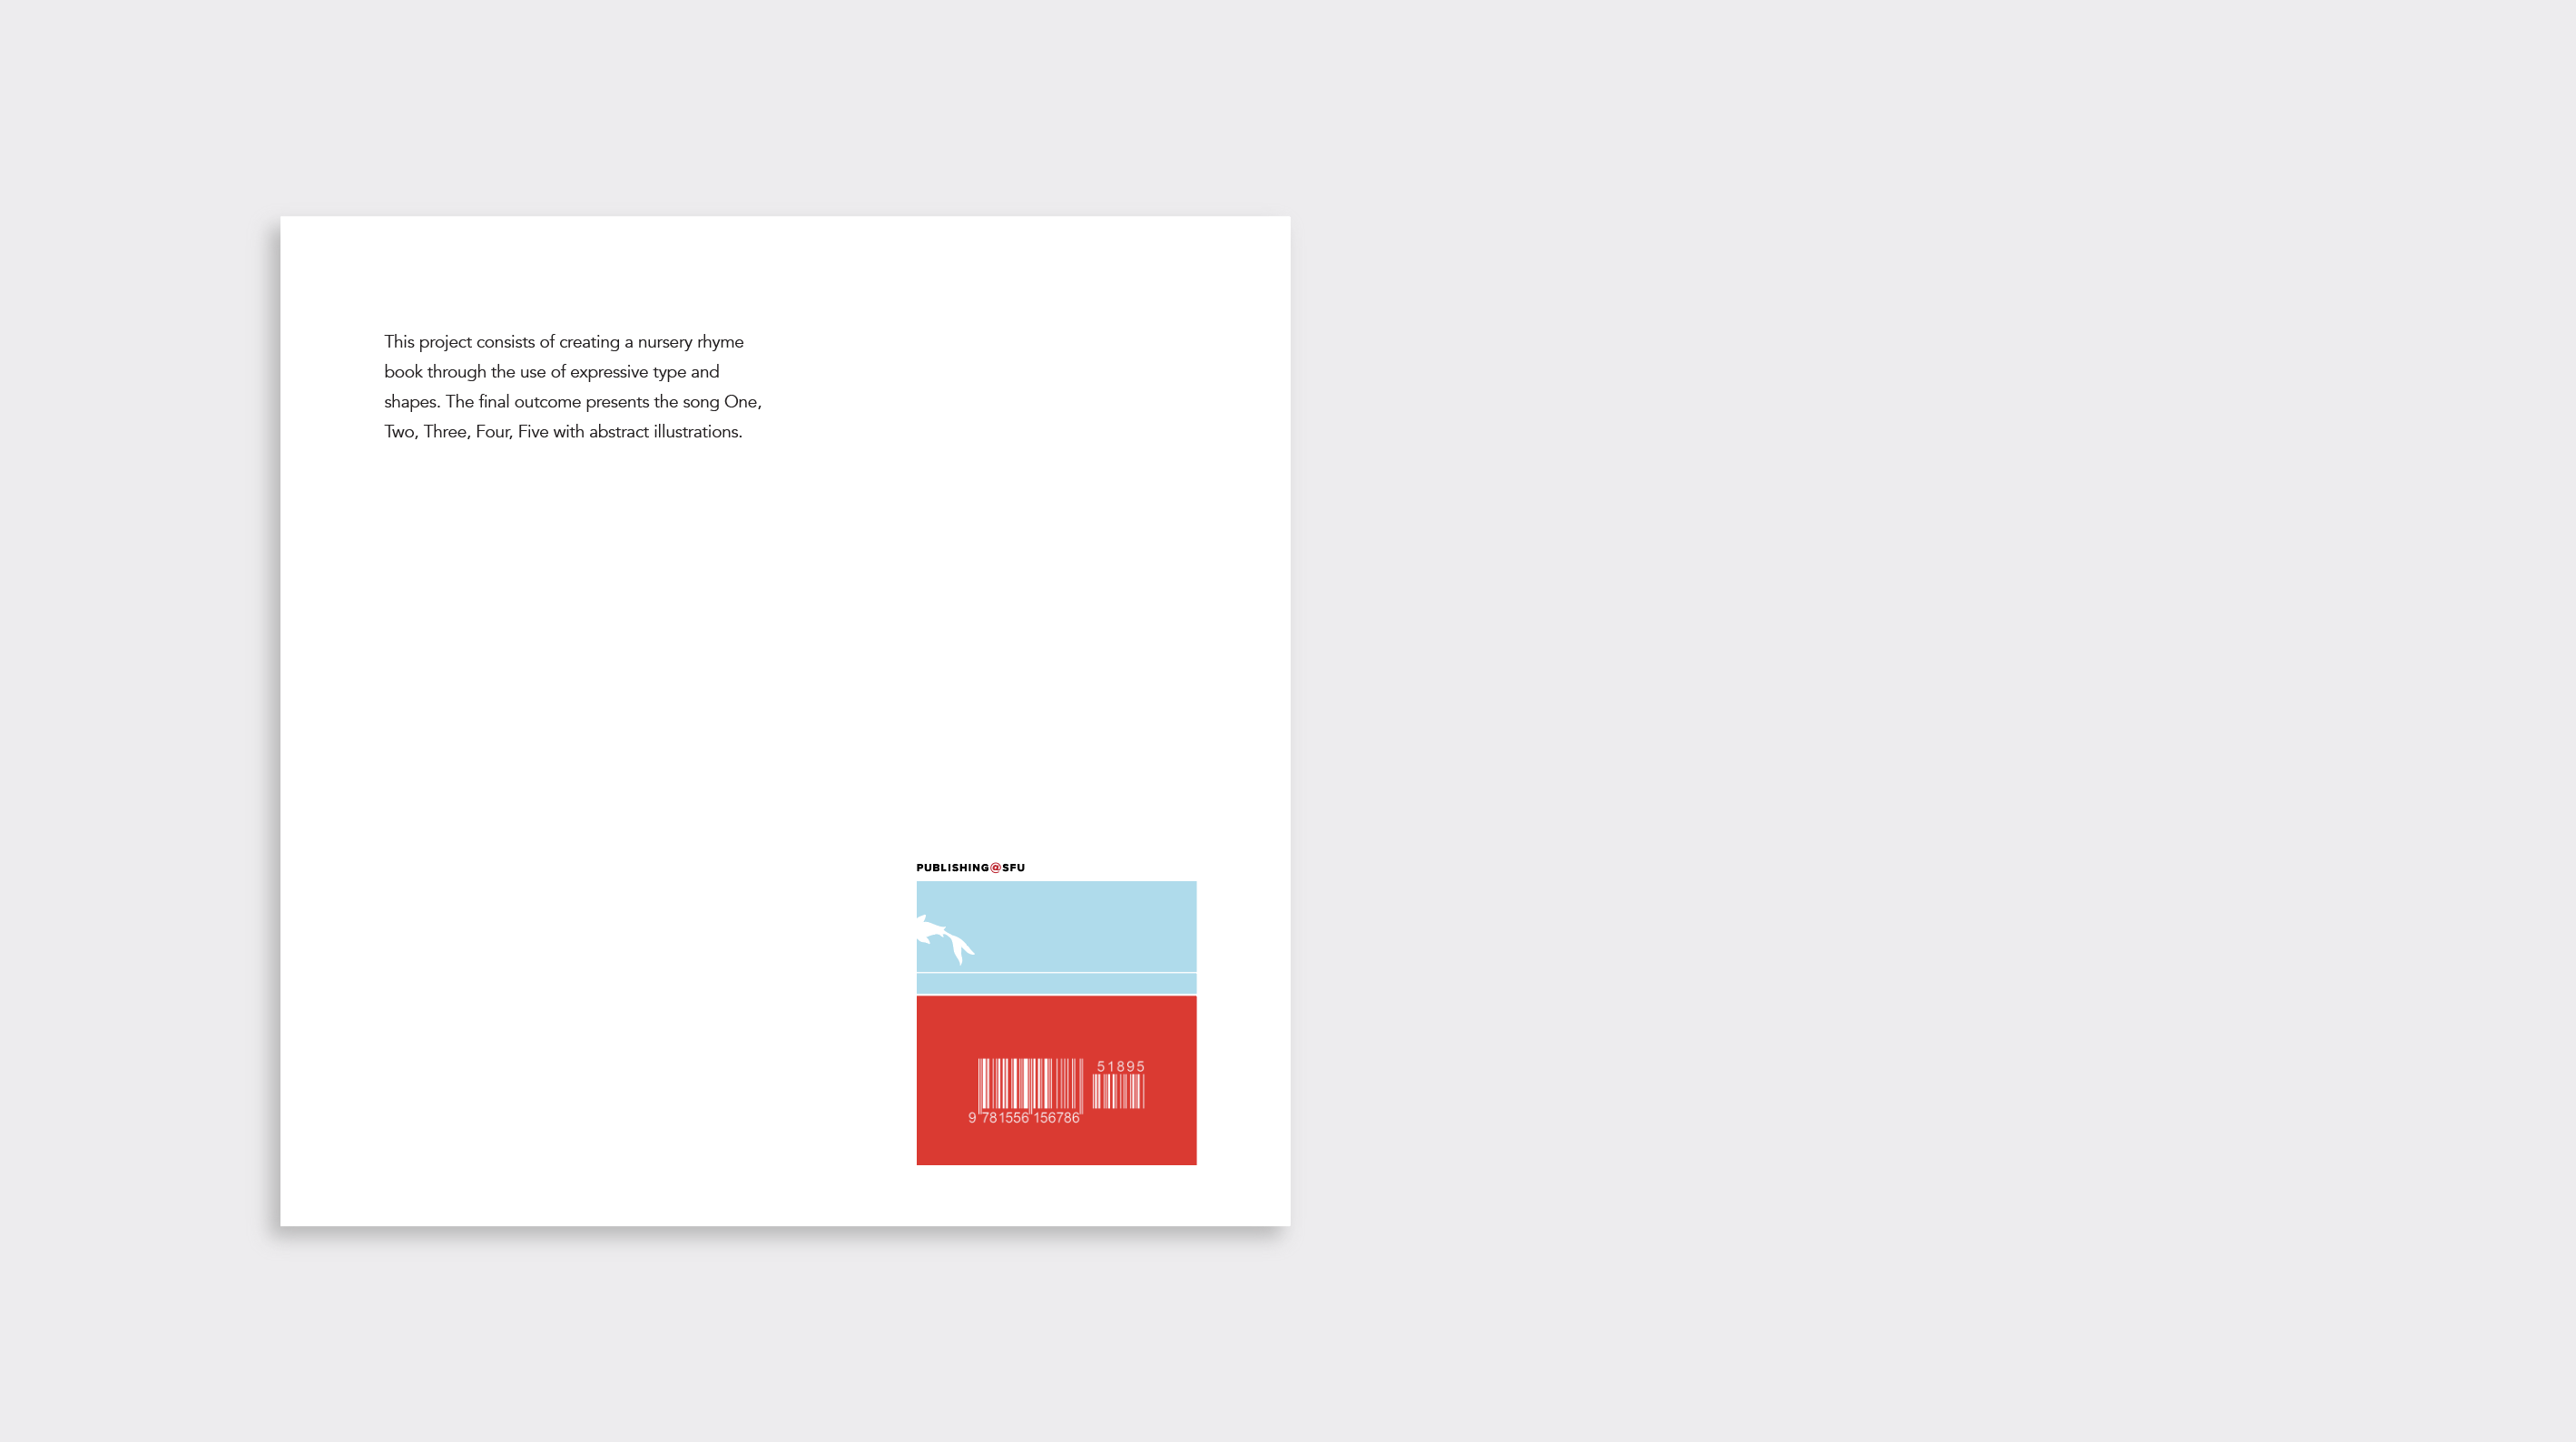 This project consists of creating a nursery rhyme
book through the use of expressive type and
shapes. The final outcome presents the song One,
Two, Three, Four, Five with abstract illustrations.
PUBLISHING@SFU
51895
9 781556 156786